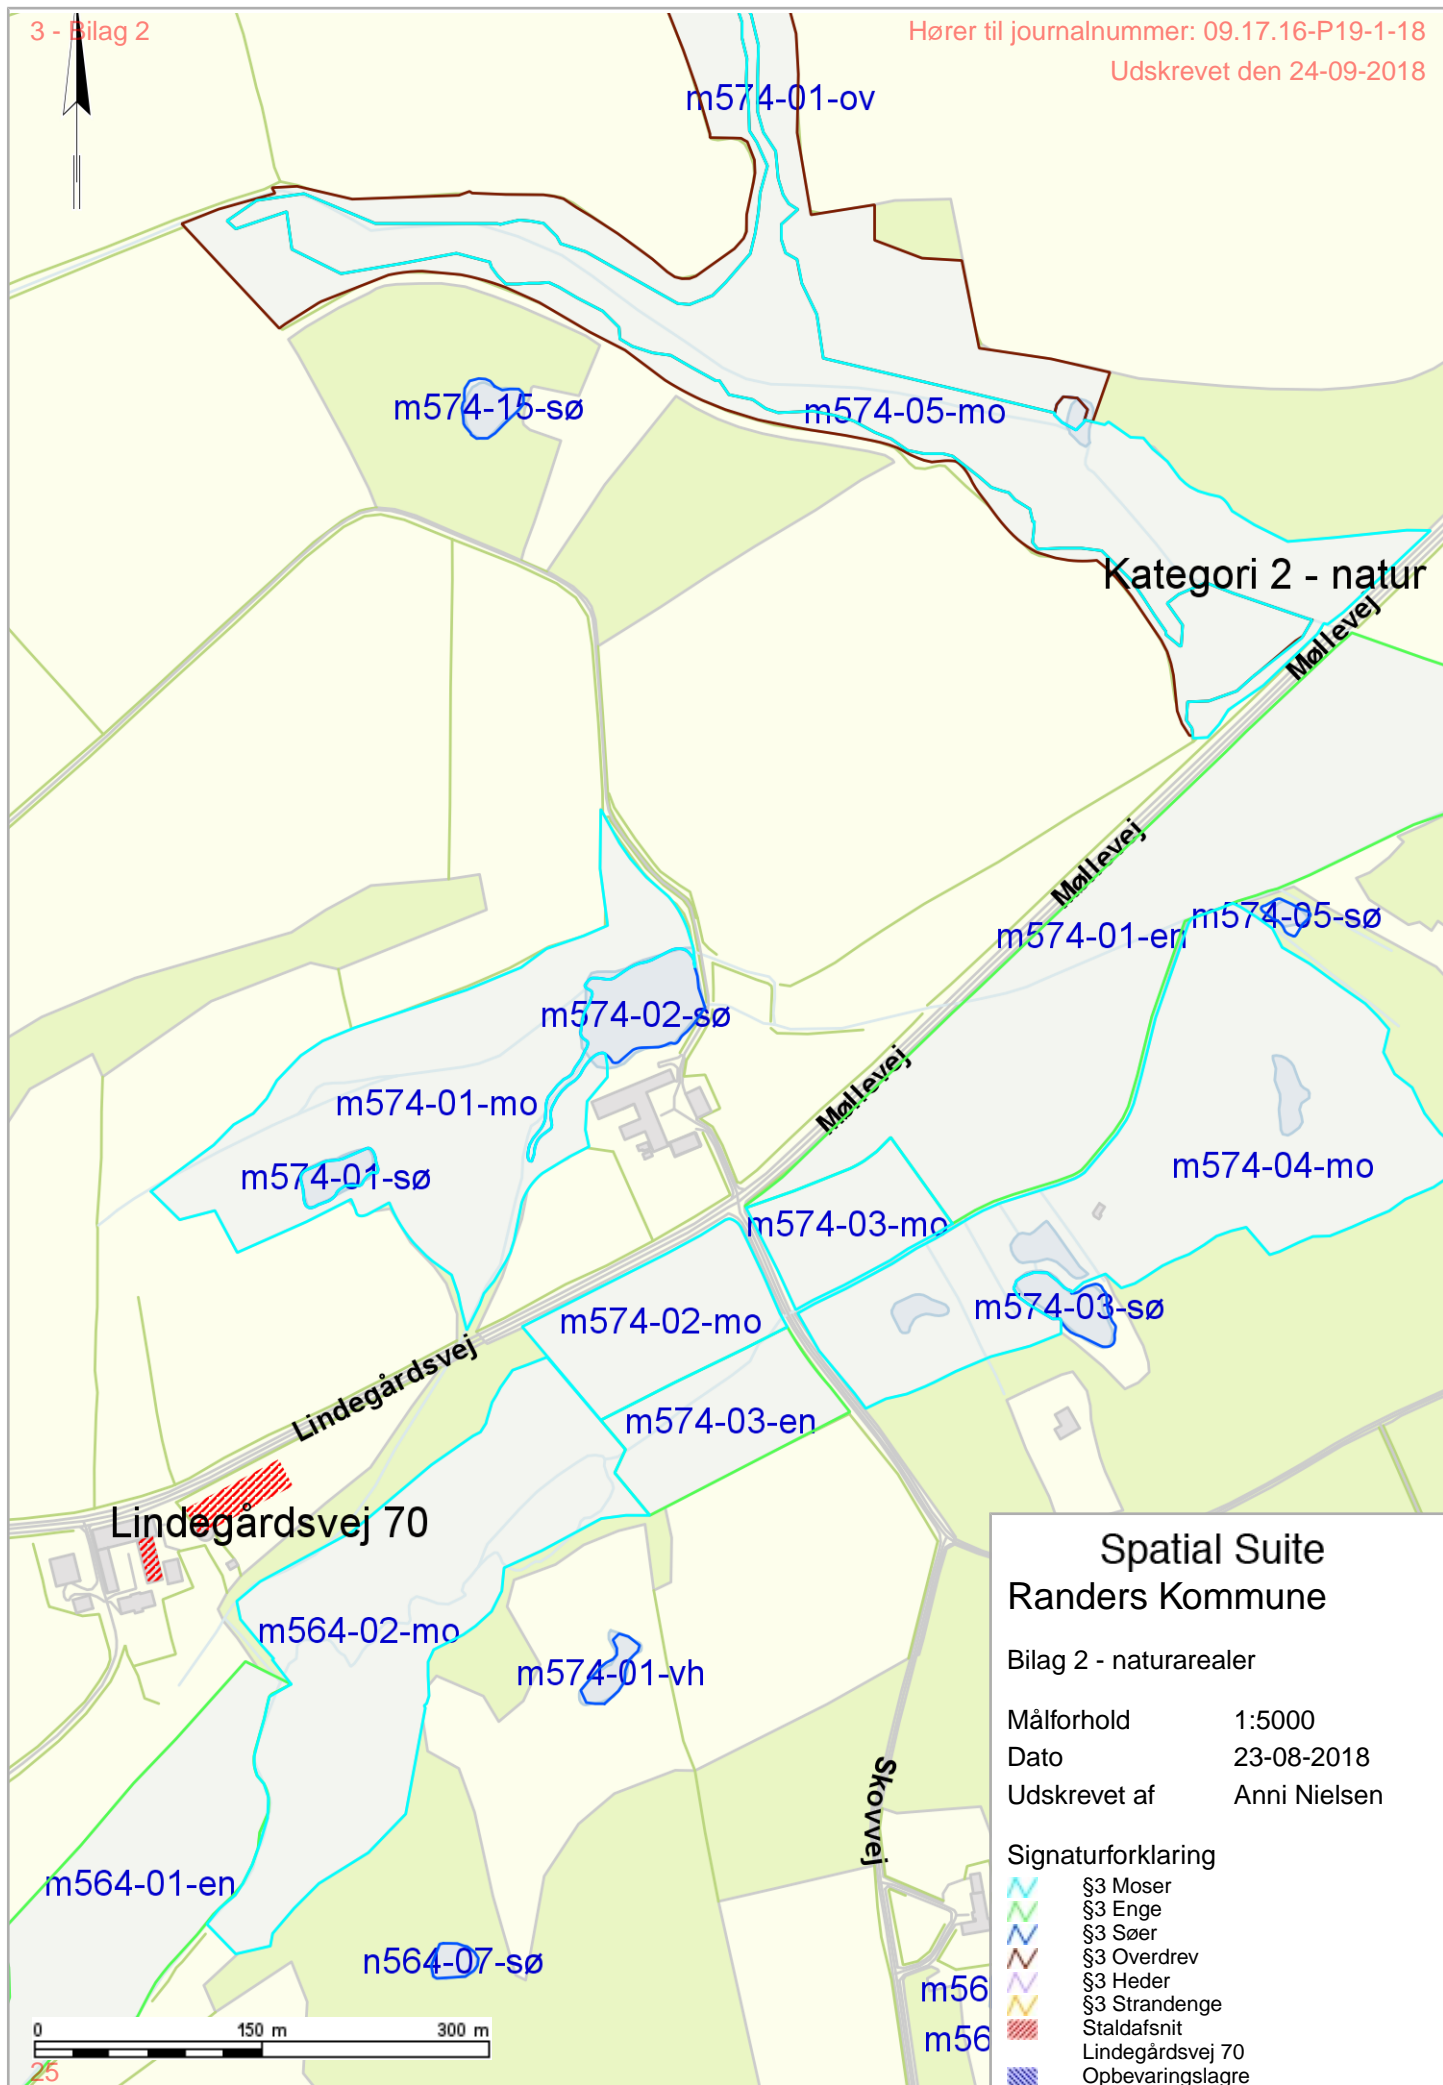 3 - Bilag 2
Hører til journalnummer: 09.17.16-P19-1-18
Udskrevet den 24-09-2018
m574-01-ov
m574-15-sø
m574-05-mo
Kategori 2 - natur
Møllevej
Møllevej
m574-05-sø
m574-01-en
m574-02-sø
Møllevej
m574-01-mo
m574-04-mo
m574-01-sø
m574-03-mo
m574-03-sø
m574-02-mo
Lindegårdsvej
m574-03-en
Lindegårdsvej 70
m564-02-mo
m574-01-vh
Skovvej
m564-01-en
n564-07-sø
m56
m56
0 150 m 300 m
25
Spatial Suite
Randers Kommune
Bilag 2 - naturarealer
Målforhold 1:5000
Dato 23-08-2018
Udskrevet af Anni Nielsen
Signaturforklaring
§3 Moser
§3 Enge
§3 Søer
§3 Overdrev
§3 Heder
§3 Strandenge
Staldafsnit
Lindegårdsvej 70
Opbevaringslagre